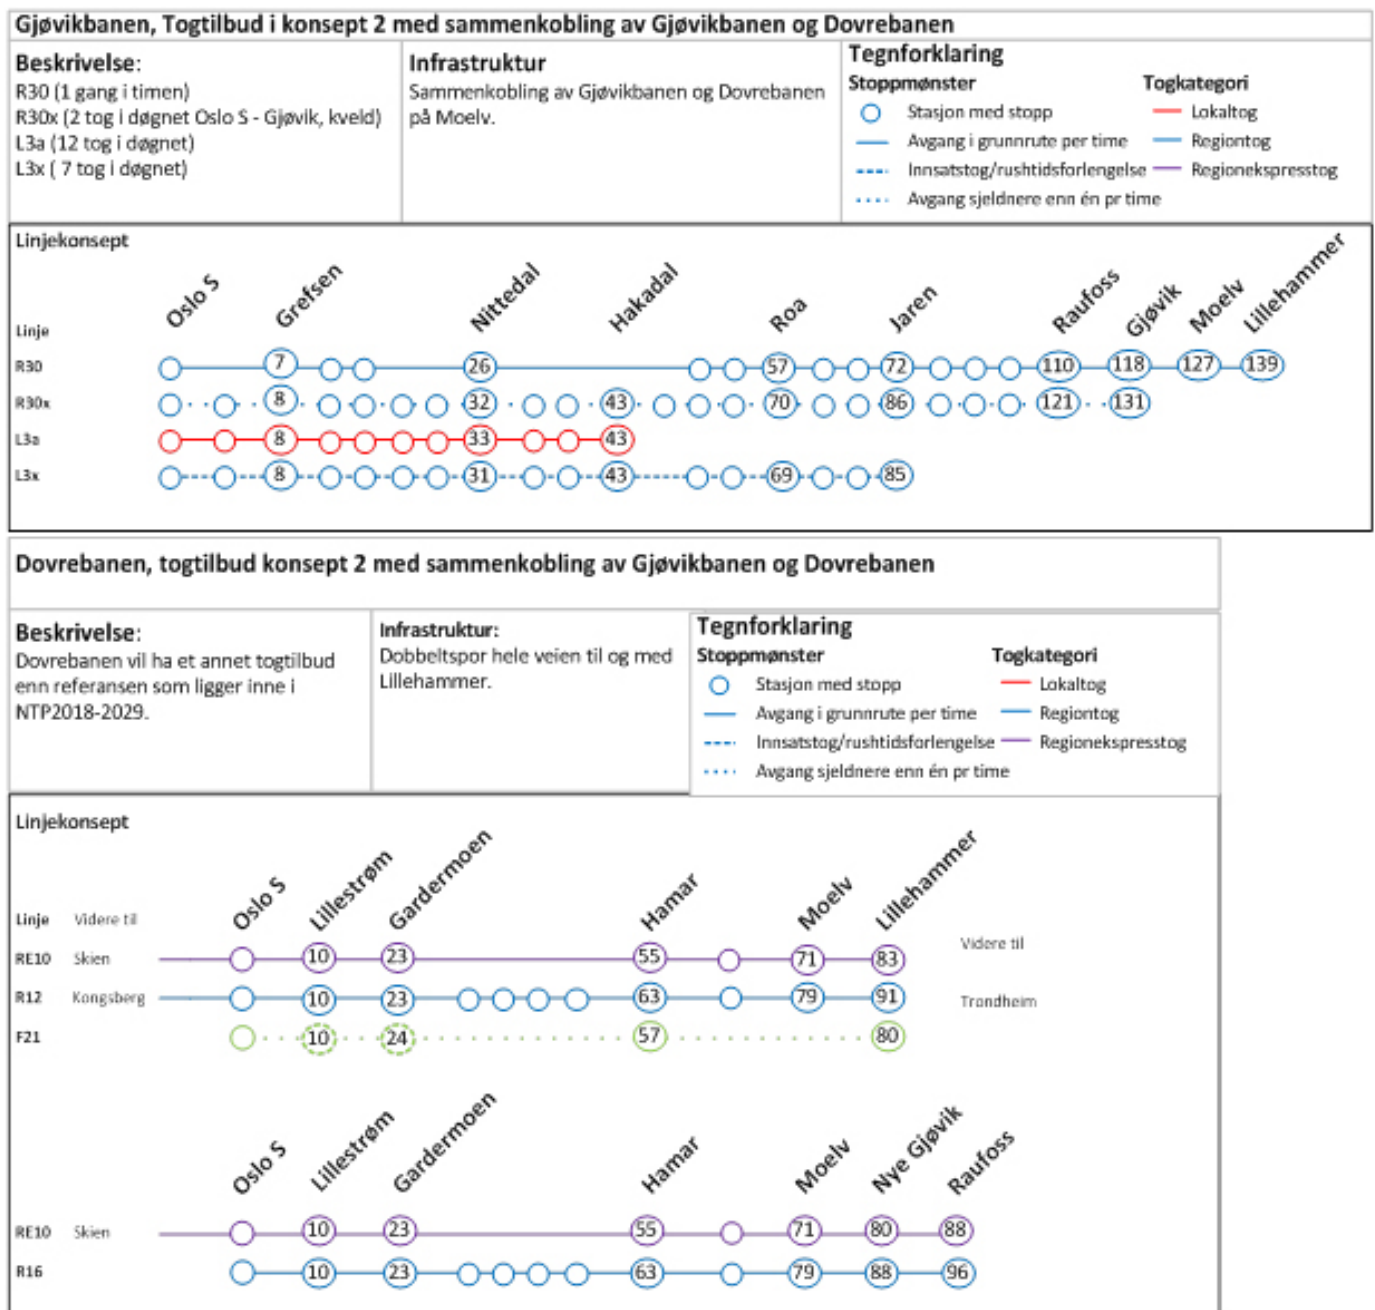 Gjøvikbanen, Togtilbud i konsept 2 med sammenkobling av Gjøvikbanen og Dovrebanen
Beskrivelse:
R30 (1 gang i timen)
R30x (2 tog i døgnet Oslo S - Gjøvik, kveld)
L3a (12 tog i døgnet)
L3x ( 7 tog i døgnet)
Infrastruktur
Sammenkobling av Gjøvikbanen og Dovrebanen
på Moelv.
Tegnforklaring
Stoppmønster Togkategori
Stasjon med stopp Lokaltog
Avgang i grunnrute per time Regiontog
Innsatstog/rushtidsforlengelse Regionekspresstog
Avgang sjeldnere enn én pr time
Linjekonsept
Oslo S Grefsen Nittedal Hakadal Roa Jaren Raufoss Gjøvik Moelv Lillehammer
Linje
R30 7 26 57 72 110 118 127 139
R30x 8 32 43 70 86 121 131
L3a 8 33 43
L3x 8 31 43 69 85
Dovrebanen, togtilbud konsept 2 med sammenkobling av Gjøvikbanen og Dovrebanen
Beskrivelse:
Dovrebanen vil ha et annet togtilbud
enn referansen som ligger inne i
NTP2018-2029.
Infrastruktur:
Dobbeltspor hele veien til og med
Lillehammer.
Tegnforklaring
Stoppmønster Togkategori
Stasjon med stopp Lokaltog
Avgang i grunnrute per time Regiontog
Innsatstog/rushtidsforlengelse Regionekspresstog
Avgang sjeldnere enn én pr time
Linjekonsept
Oslo S Lillestrøm Gardermoen Hamar Moelv Lillehammer
Linje Videre til
Videre til
RE10 Skien 10 23 55 71 83
R12 Kongsberg 10 23 63 79 91 Trondheim
F21 10 24 57 80
Oslo S Lillestrøm Gardermoen Hamar Moelv Nye Gjøvik Raufoss
RE10 Skien 10 23 55 71 80 88
R16 10 23 63 79 88 96